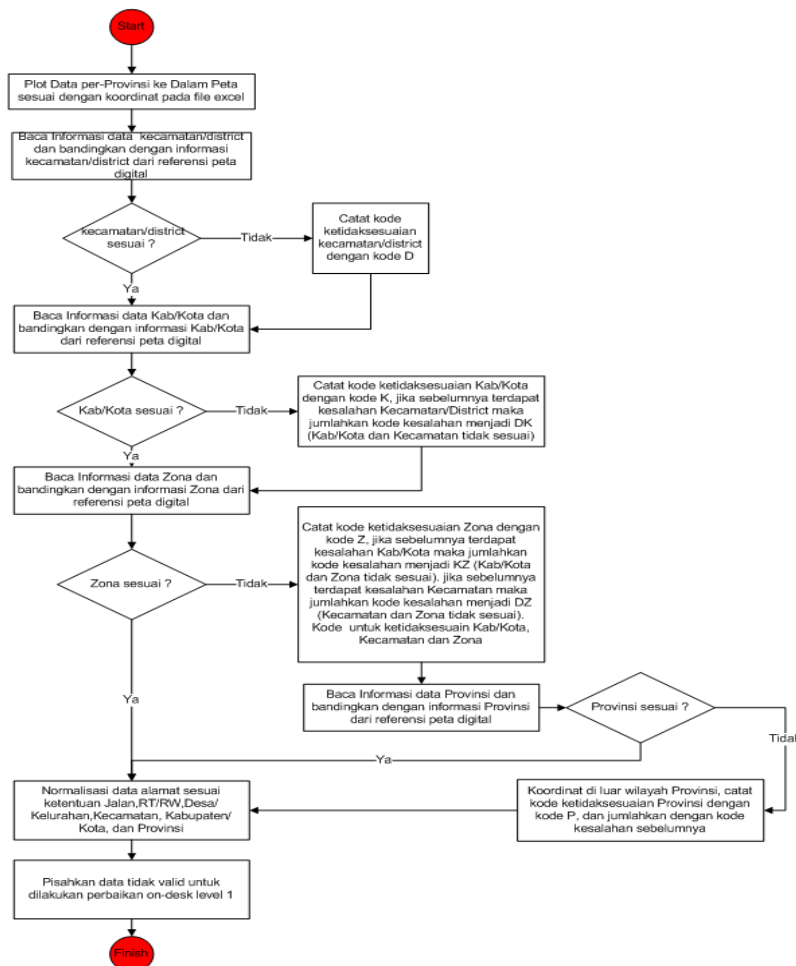 Start
Plot Data per-Provinsi ke Dalam Peta
sesuai dengan koordinat pada file excel
Baca Informasi data kecamatan/district
dan bandingkan dengan informasi
kecamatan/district dari referensi peta
digital
kecamatan/district
sesuai ?
Tidak
Catat kode
ketidaksesuaian
kecamatan/district
dengan kode D
Ya
Baca Informasi data Kab/Kota dan
bandingkan dengan informasi Kab/Kota
dari referensi peta digital
Kab/Kota sesuai ?
Tidak
Catat kode ketidaksesuaian Kab/Kota
dengan kode K, jika sebelumnya terdapat
kesalahan Kecamatan/District maka
jumlahkan kode kesalahan menjadi DK
(Kab/Kota dan Kecamatan tidak sesuai)
Ya
Baca Informasi data Zona dan
bandingkan dengan informasi Zona dari
referensi peta digital
Zona sesuai ?
Tidak
Catat kode ketidaksesuaian Zona dengan
kode Z, jika sebelumnya terdapat
kesalahan Kab/Kota maka jumlahkan
kode kesalahan menjadi KZ (Kab/Kota
dan Zona tidak sesuai). jika sebelumnya
terdapat kesalahan Kecamatan maka
jumlahkan kode kesalahan menjadi DZ
(Kecamatan dan Zona tidak sesuai).
Kode untuk ketidaksesuain Kab/Kota,
Kecamatan dan Zona
Ya
Baca Informasi data Provinsi dan
bandingkan dengan informasi Provinsi
dari referensi peta digital
Provinsi sesuai ?
Tidak
Ya
Normalisasi data alamat sesuai
ketentuan Jalan,RT/RW,Desa/
Kelurahan,Kecamatan, Kabupaten/
Kota, dan Provinsi
Koordinat di luar wilayah Provinsi, catat
kode ketidaksesuaian Provinsi dengan
kode P, dan jumlahkan dengan kode
kesalahan sebelumnya
Pisahkan data tidak valid untuk
dilakukan perbaikan on-desk level 1
Finish